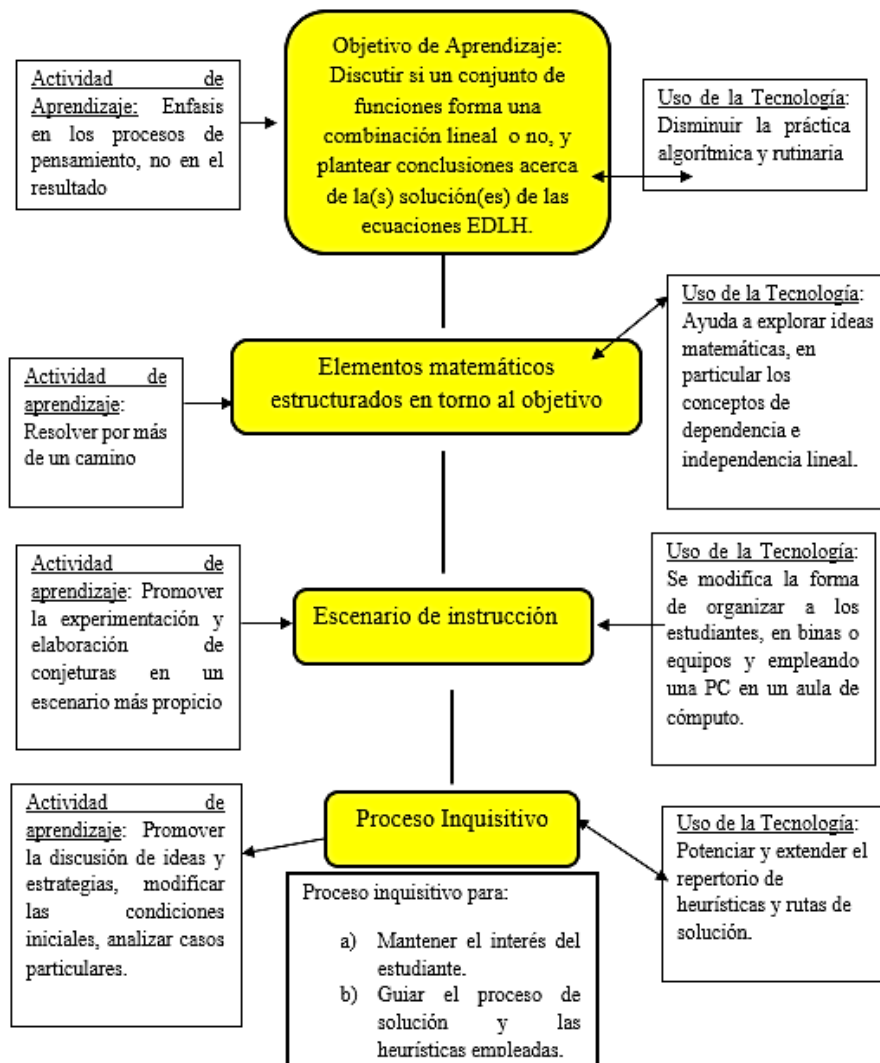 Objetivo de Aprendizaje:
Discutir si un conjunto de
funciones forma una
combinación lineal o no, y
plantear conclusiones acerca
de la(s) solución(es) de las
ecuaciones EDLH.
Actividad de
Aprendizaje: Enfasis
en los procesos de
pensamiento, no en el
resultado
Uso de la Tecnología:
Disminuir la práctica
algorítmica y rutinaria
Elementos matemáticos
estructurados en torno al objetivo
Actividad de
aprendizaje:
Resolver por más
de un camino
Uso de la Tecnología:
Ayuda a explorar ideas
matemáticas, en
particular los
conceptos de
dependencia e
independencia lineal.
Escenario de instrucción
Actividad de
aprendizaje: Promover
la experimentación y
elaboración de
conjeturas en un
escenario más propicio
Uso de la Tecnología:
Se modifica la forma
de organizar a los
estudiantes, en binas o
equipos y empleando
una PC en un aula de
cómputo.
Proceso Inquisitivo
Actividad de
aprendizaje: Promover
la discusión de ideas y
estrategias, modificar
las condiciones
iniciales, analizar casos
particulares.
Uso de la Tecnología:
Potenciar y extender el
repertorio de
heurísticas y rutas de
solución.
Proceso inquisitivo para:
a) Mantener el interés del
estudiante.
b) Guiar el proceso de
solución y las
heurísticas empleadas.